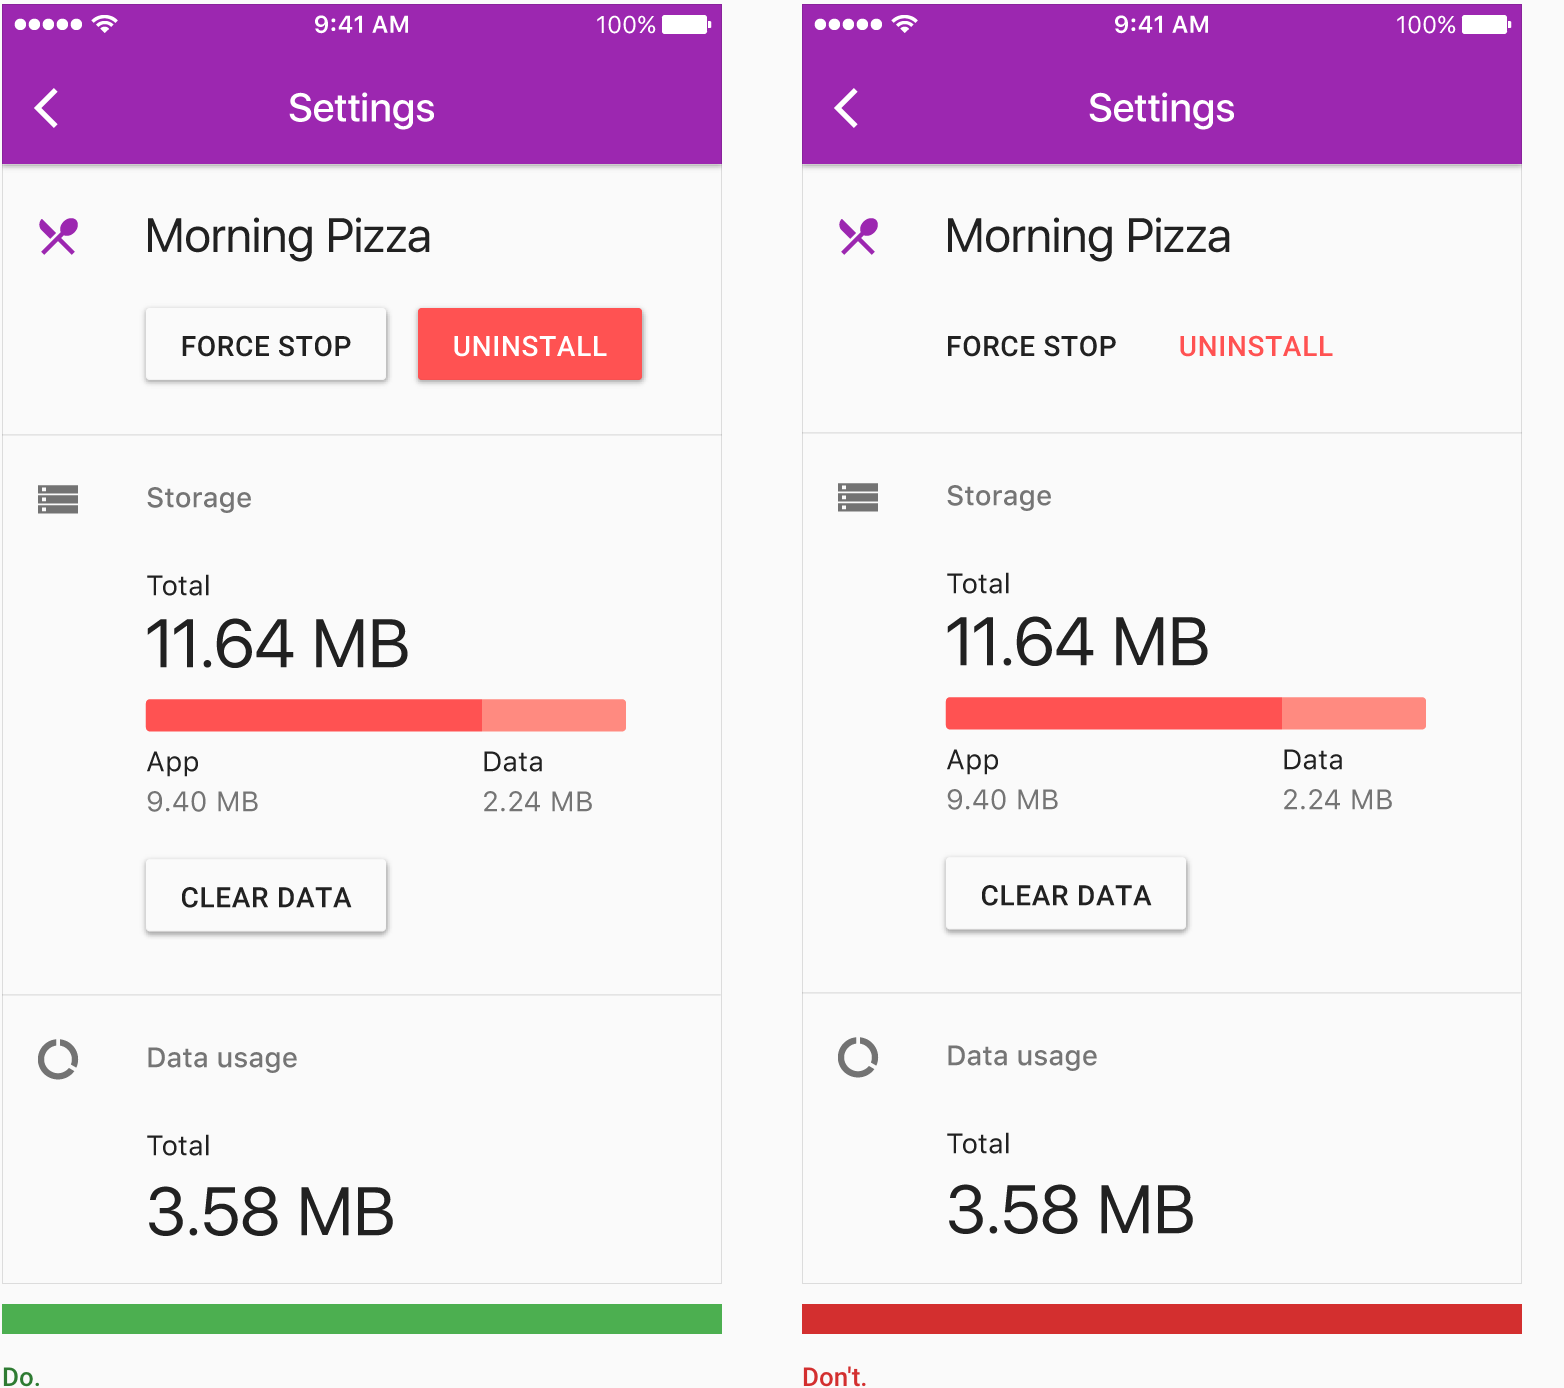 9:41 AM 100%
Settings
Morning Pizza
FORCE STOP UNINSTALL
Storage
Total
11.64 MB
App Data
9.40 MB 2.24 MB
CLEAR DATA
Data usage
Total
3.58 MB
Do.
9:41 AM 100%
Settings
Morning Pizza
FORCE STOP UNINSTALL
Storage
Total
11.64 MB
App Data
9.40 MB 2.24 MB
CLEAR DATA
Data usage
Total
3.58 MB
Don't.